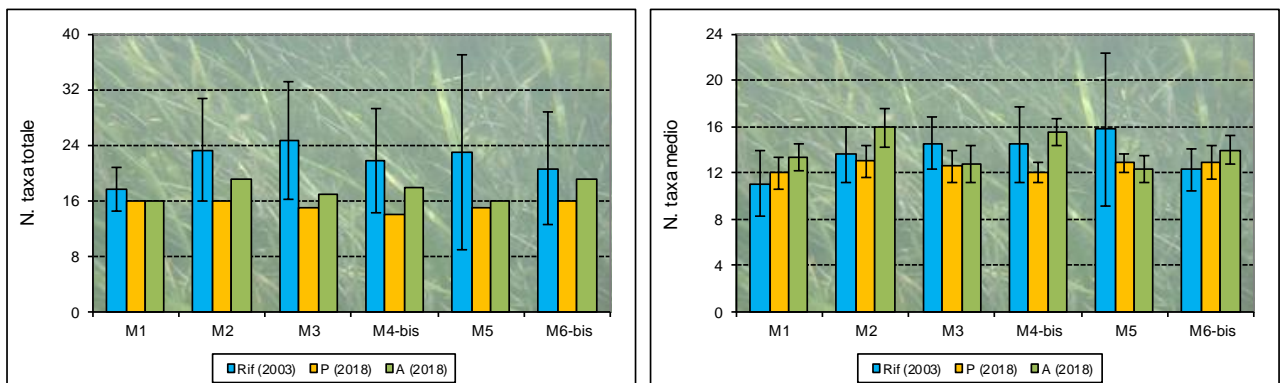 N. taxa totale
40
32
24
16
8
0
M1 M2 M3 M4-bis M5 M6-bis
Rif (2003) P (2018) A (2018)
N. taxa medio
24
20
16
12
8
4
0
M1 M2 M3 M4-bis M5 M6-bis
Rif (2003) P (2018) A (2018)